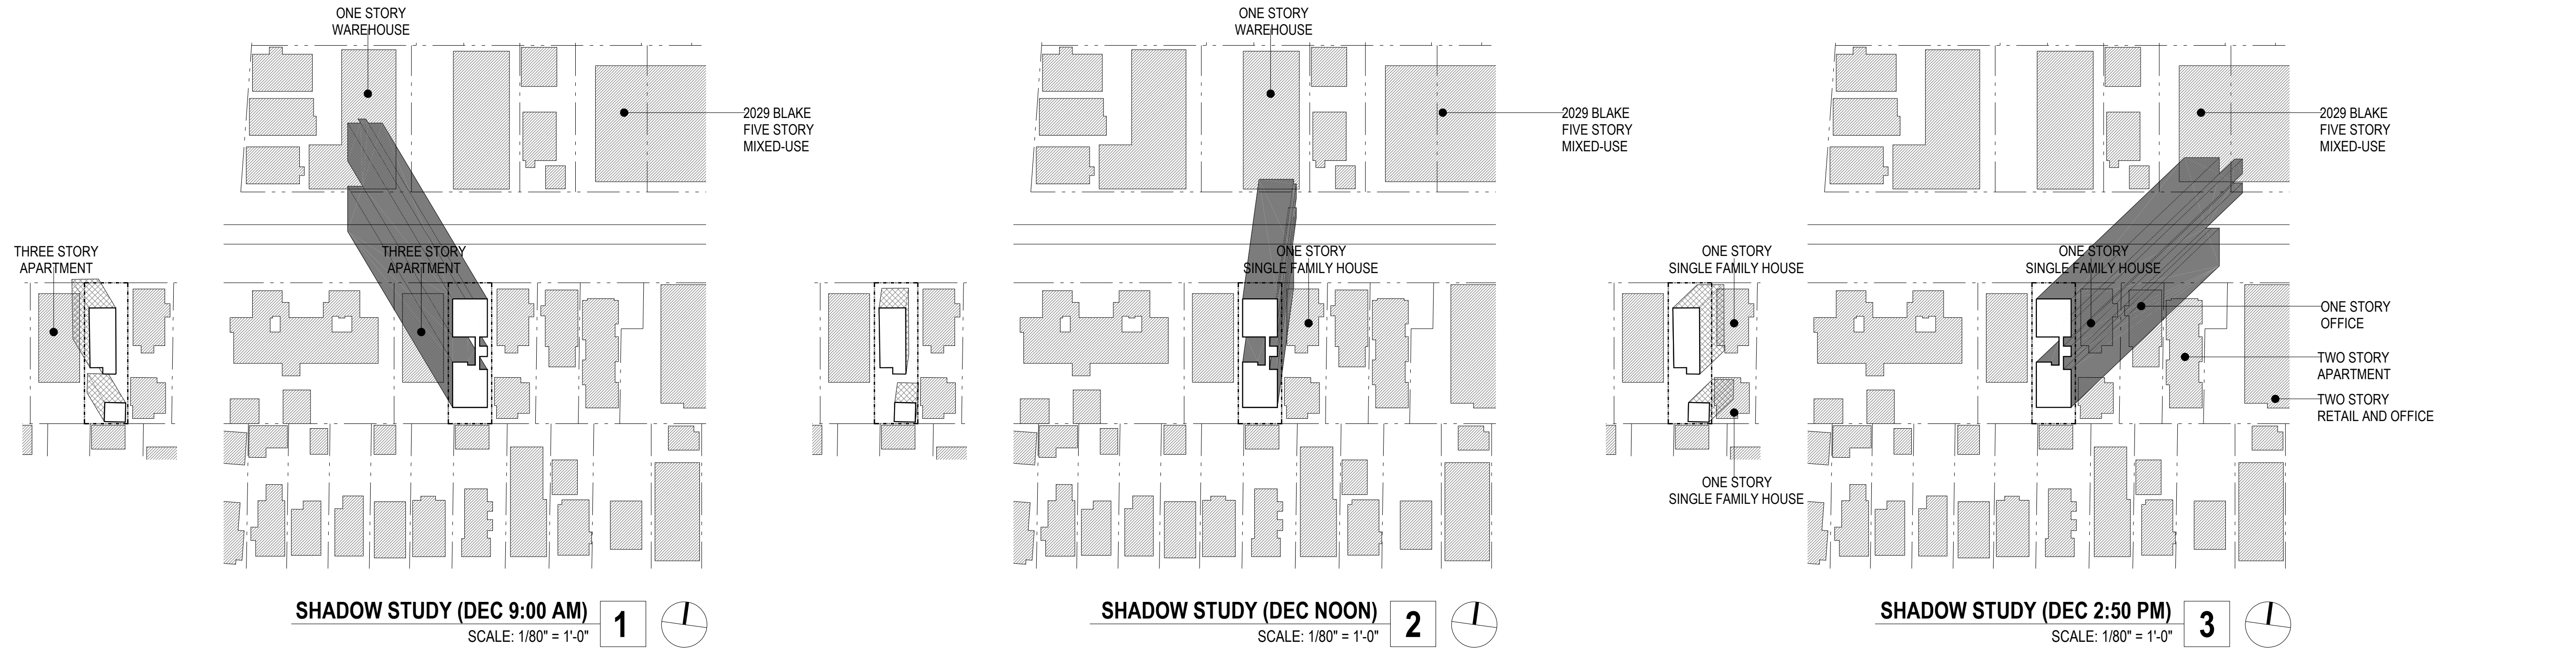 ONE STORY
WAREHOUSE
2029 BLAKE
FIVE STORY
MIXED-USE
THREE STORY
APARTMENT
THREE STORY
APARTMENT
SHADOW STUDY (DEC 9:00 AM)
SCALE: 1/80" = 1'-0"
1
ONE STORY
WAREHOUSE
2029 BLAKE
FIVE STORY
MIXED-USE
ONE STORY
SINGLE FAMILY HOUSE
SHADOW STUDY (DEC NOON)
SCALE: 1/80" = 1'-0"
2
2029 BLAKE
FIVE STORY
MIXED-USE
ONE STORY
SINGLE FAMILY HOUSE
ONE STORY
SINGLE FAMILY HOUSE
ONE STORY
OFFICE
TWO STORY
APARTMENT
TWO STORY
RETAIL AND OFFICE
ONE STORY
SINGLE FAMILY HOUSE
SHADOW STUDY (DEC 2:50 PM)
SCALE: 1/80" = 1'-0"
3